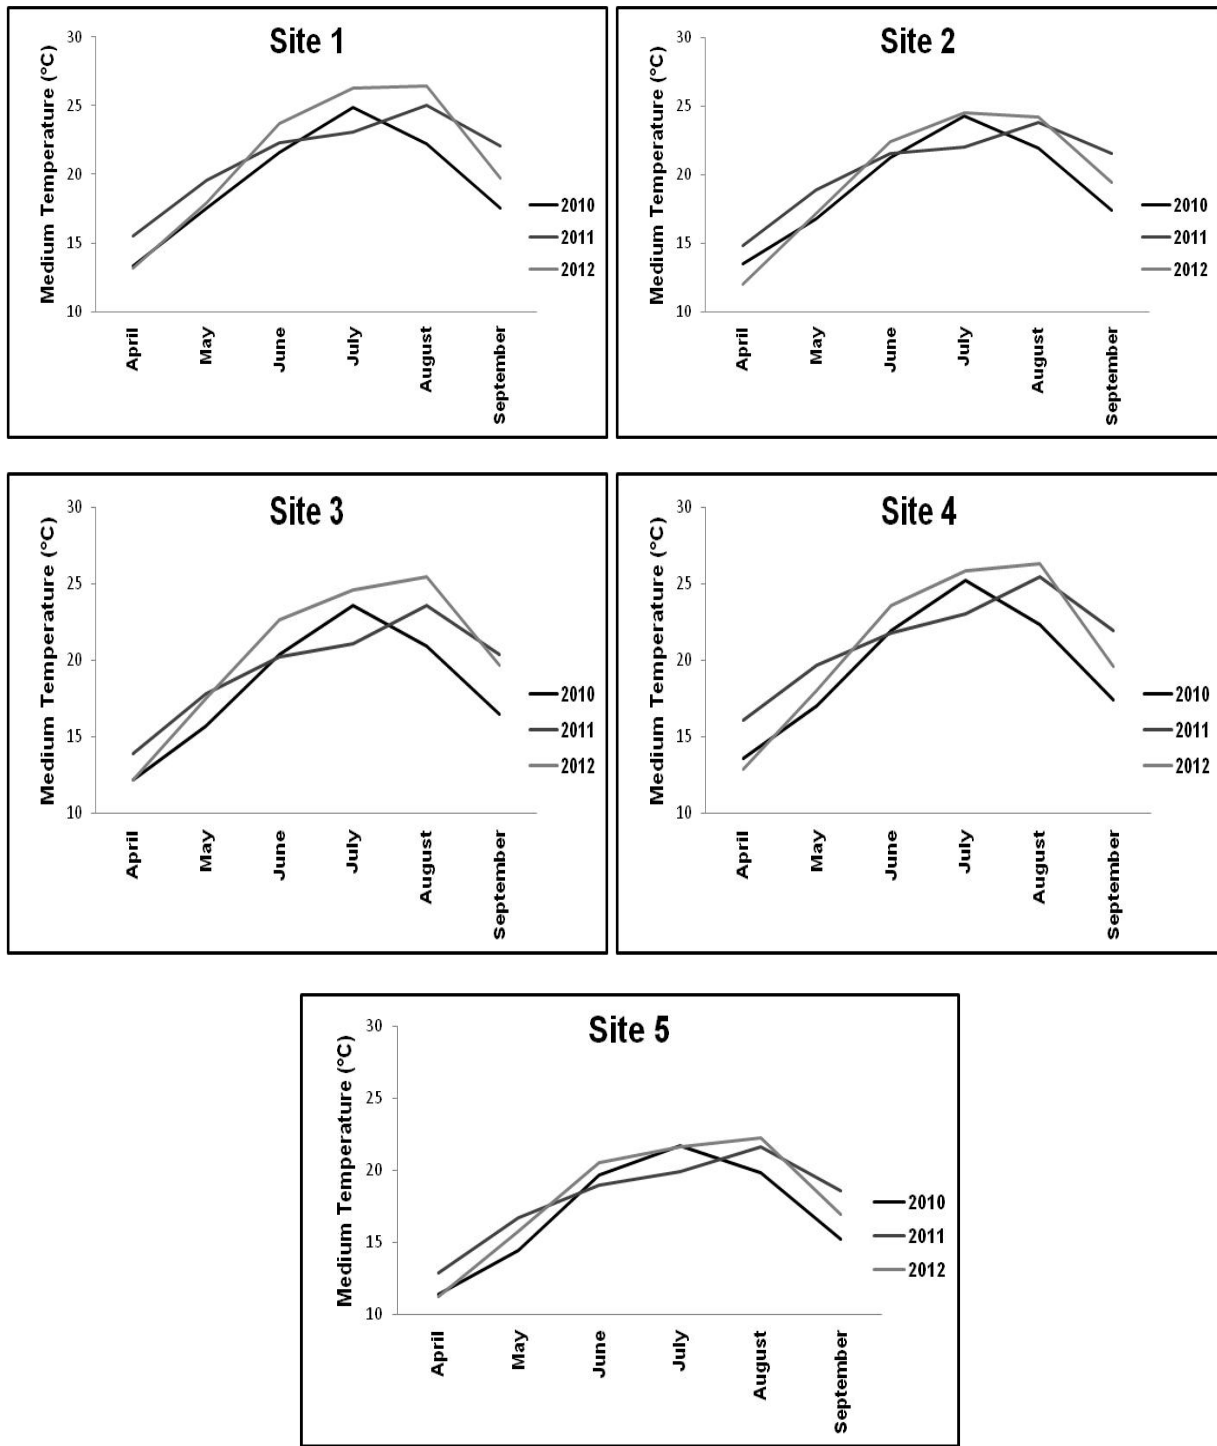 Site 1
Medium Temperature (°C)
30
25
20
15
10
April
May
June
July
August
September
2010
2011
2012
Site 2
Medium Temperature (°C)
30
25
20
15
10
April
May
June
July
August
September
2010
2011
2012
Site 3
Medium Temperature (°C)
30
25
20
15
10
April
May
June
July
August
September
2010
2011
2012
Site 4
Medium Temperature (°C)
30
25
20
15
10
April
May
June
July
August
September
2010
2011
2012
Site 5
Medium Temperature (°C)
30
25
20
15
10
April
May
June
July
August
September
2010
2011
2012